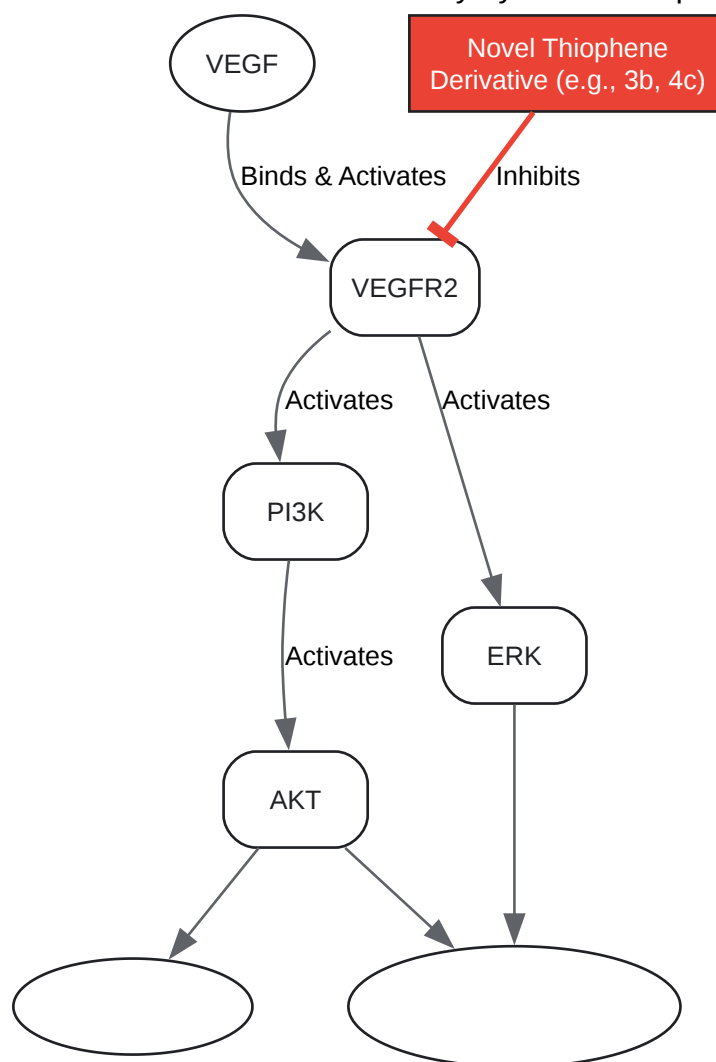 VEGF
Novel Thiophene
Derivative (e.g., 3b, 4c)
Binds & Activates
Inhibits
VEGFR2
Activates
Activates
PI3K
Activates
ERK
AKT